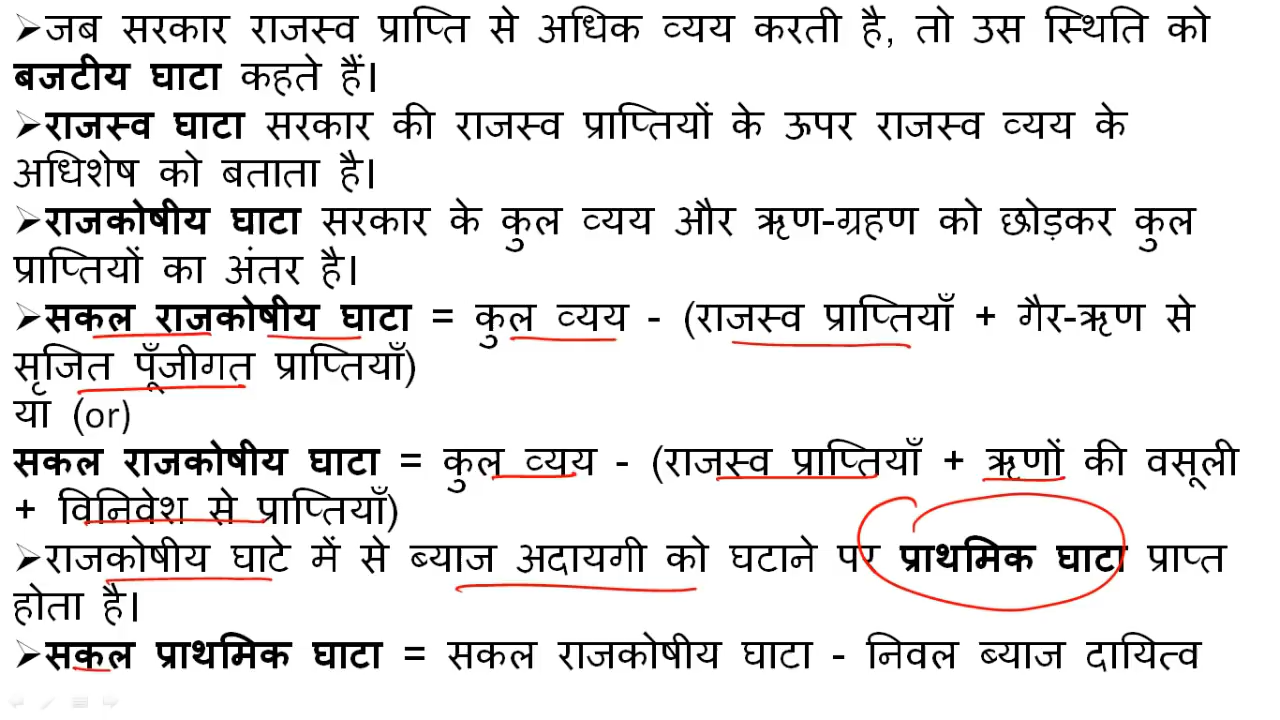 ➢जब सरकार राजस्व प्राप्ति से अधिक व्यय करती है, तो उस स्थिति को
बजटीय घाटा कहते हैं।
➢राजस्व घाटा सरकार की राजस्व प्राप्तियों के ऊपर राजस्व व्यय के
अधिशेष को बताता है।
➢राजकोषीय घाटा सरकार के कुल व्यय और ऋण-ग्रहण को छोड़कर कुल
प्राप्तियों का अंतर है।
➢सकल राजकोषीय घाटा = कुल व्यय - (राजस्व प्राप्तियाँ + गैर-ऋण से
सृजित पूँजीगत प्राप्तियाँ)
या (or)
सकल राजकोषीय घाटा = कुल व्यय - (राजस्व प्राप्तियाँ + ऋणों की वसूली
+ विनिवेश से प्राप्तियाँ)
➢राजकोषीय घाटे में से ब्याज अदायगी को घटाने पर प्राथमिक घाटा प्राप्त
होता है।
➢सकल प्राथमिक घाटा = सकल राजकोषीय घाटा - निवल ब्याज दायित्व